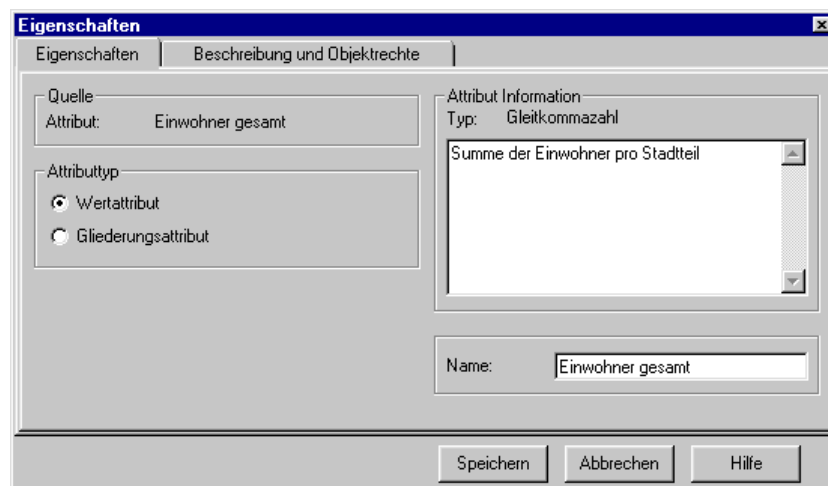 Eigenschaften
Eigenschaften
Beschreibung und Objektrechte
Quelle
Attribut: Einwohner gesamt
Attributtyp
Wertattribut
Gliederungsattribut
Attribut Information
Typ: Gleitkommazahl
Summe der Einwohner pro Stadtteil
Name: Einwohner gesamt
Speichern
Abbrechen
Hilfe